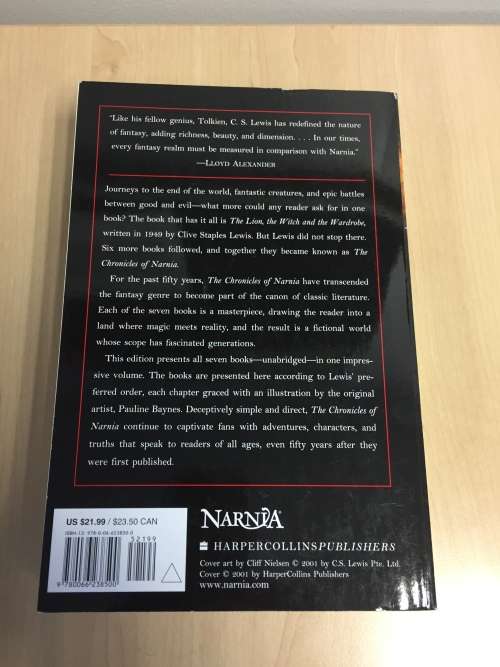 "Like his fellow genius, Tolkien, C. S. Lewis has redefined the nature
of fantasy, adding richness, beauty, and dimension. . . . In our times,
every fantasy realm must be measured in comparison with Narnia."
—LLOYD ALEXANDER
Journeys to the end of the world, fantastic creatures, and epic battles
between good and evil—what more could any reader ask for in one
book? The book that has it all is The Lion, the Witch and the Wardrobe,
written in 1949 by Clive Staples Lewis. But Lewis did not stop there.
Six more books followed, and together they became known as The
Chronicles of Narnia.
For the past fifty years, The Chronicles of Narnia have transcended
the fantasy genre to become part of the canon of classic literature.
Each of the seven books is a masterpiece, drawing the reader into a
land where magic meets reality, and the result is a fictional world
whose scope has fascinated generations.
This edition presents all seven books—unabridged—in one impres-
sive volume. The books are presented here according to Lewis' pre-
ferred order, each chapter graced with an illustration by the original
artist, Pauline Baynes. Deceptively simple and direct, The Chronicles of
Narnia continue to captivate fans with adventures, characters, and
truths that speak to readers of all ages, even fifty years after they
were first published.
US $21.99 / $23.50 CAN
ISBN-13: 978-0-06-623850-0
52199
9 780066 238500
NARNIA®
HARPERCOLLINSPUBLISHERS
Cover art by Cliff Nielsen © 2001 by C.S. Lewis Pte. Ltd.
Cover © 2001 by HarperCollins Publishers
www.narnia.com